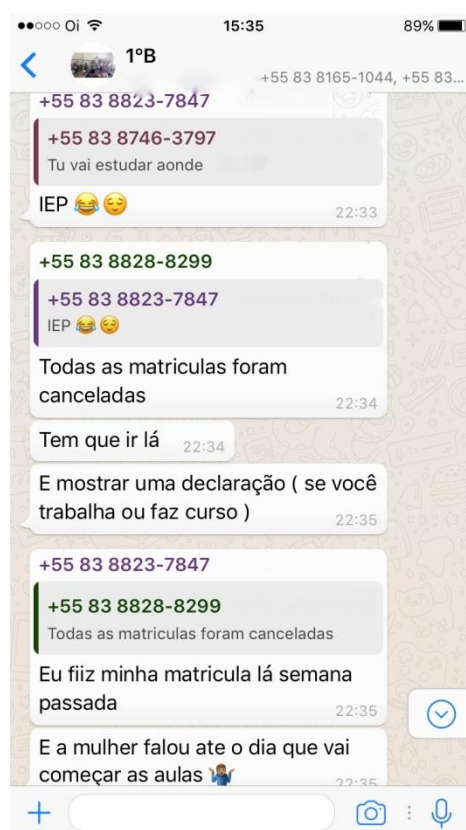 Oi 15:35 89%
1ºB
+55 83 8165-1044, +55 83...
+55 83 8823-7847
+55 83 8746-3797
Tu vai estudar aonde
IEP 😂😌
22:33
+55 83 8828-8299
+55 83 8823-7847
IEP 😂😌
Todas as matriculas foram
canceladas
22:34
Tem que ir lá 22:34
E mostrar uma declaração ( se você
trabalha ou faz curso )
22:35
+55 83 8823-7847
+55 83 8828-8299
Todas as matriculas foram canceladas
Eu fiiz minha matricula lá semana
passada
22:35
E a mulher falou ate o dia que vai
começar as aulas 🤷🏽‍♀️
22:35